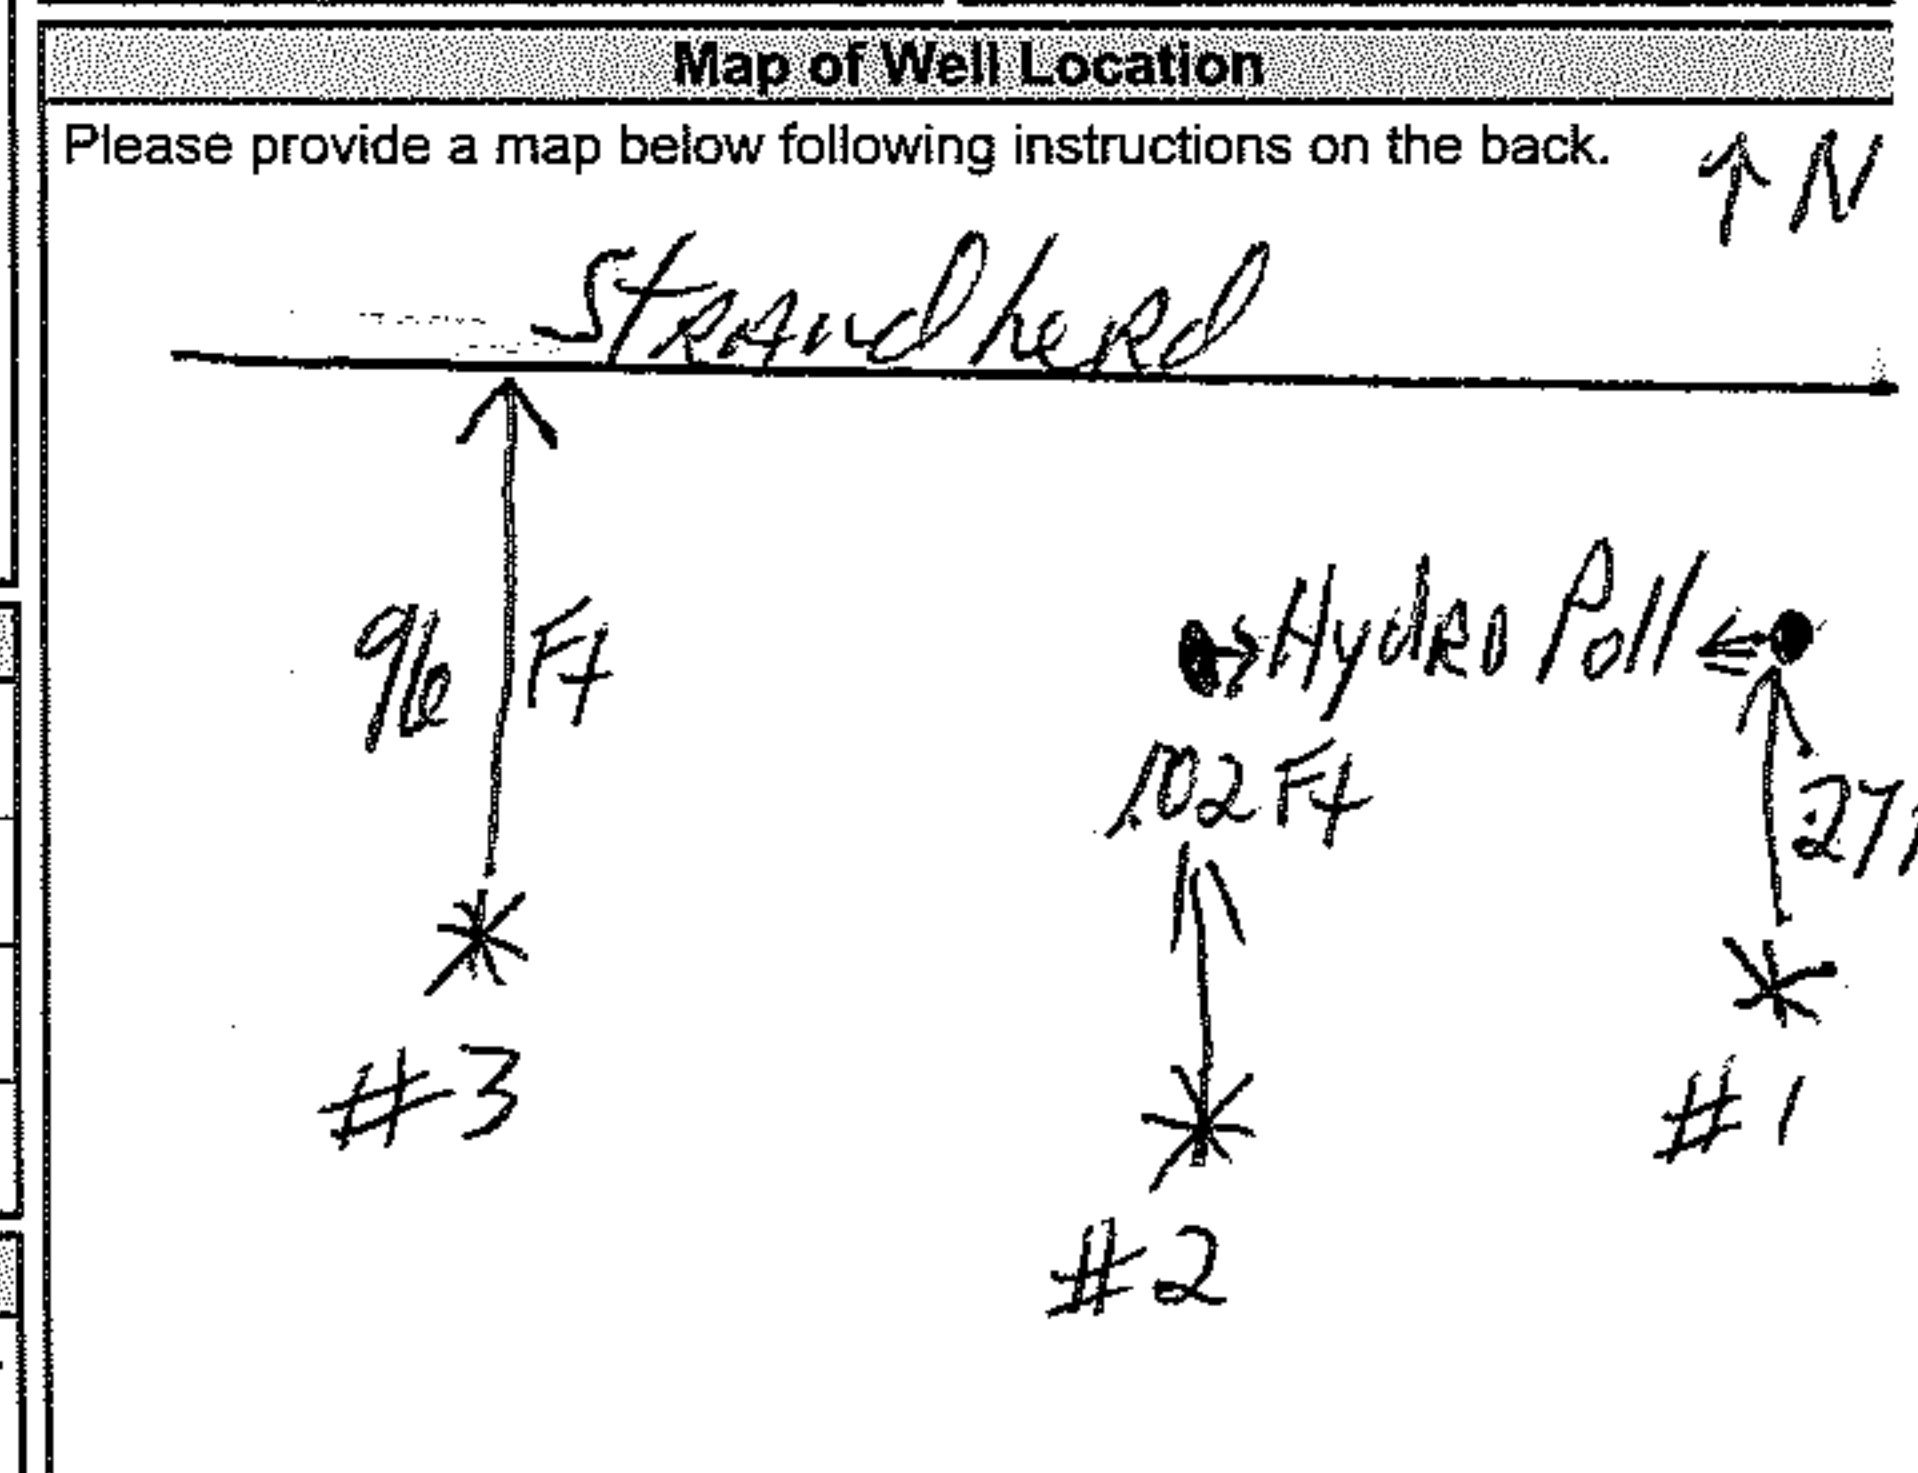 Map of Well Location
Please provide a map below following instructions on the back.
↑ N
Strandherd
96 Ft
Hydro Poll
102 Ft
27
#3
#1
#2